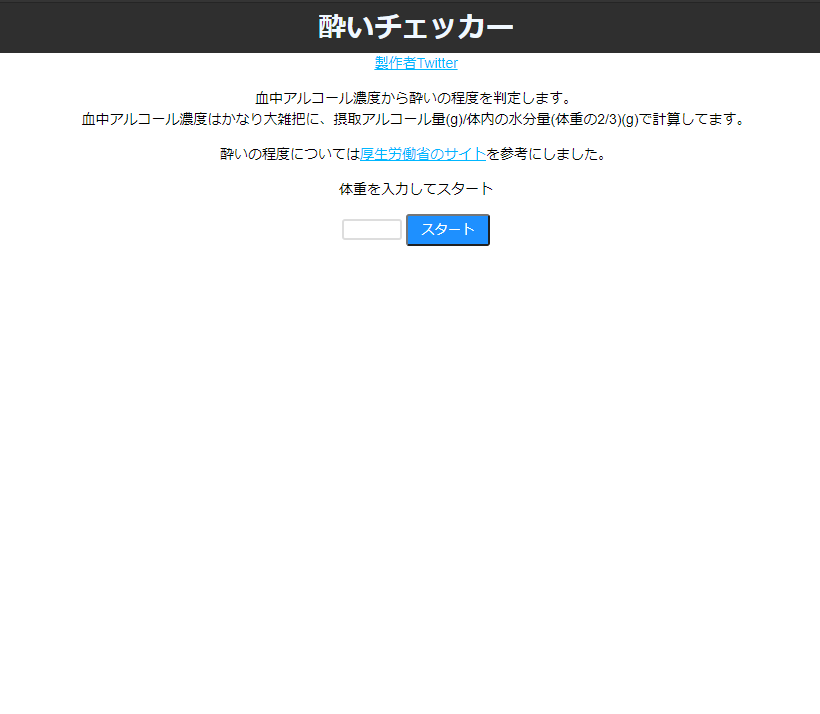 酔いチェッカー
製作者Twitter
血中アルコール濃度から酔いの程度を判定します。
血中アルコール濃度はかなり大雑把に、摂取アルコール量(g)/体内の水分量(体重の2/3)(g)で計算してます。
酔いの程度については厚生労働省のサイトを参考にしました。
体重を入力してスタート
スタート